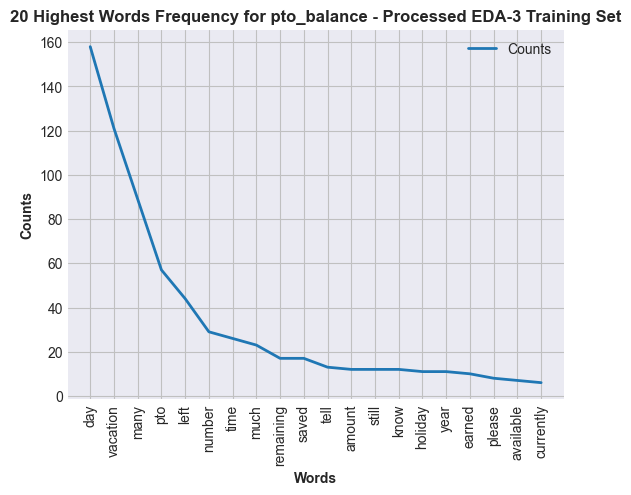 20 Highest Words Frequency for pto_balance - Processed EDA-3 Training Set
Counts
160
140
120
100
80
60
40
20
0
Counts
day
vacation
many
pto
left
number
time
much
remaining
saved
tell
amount
still
know
holiday
year
earned
please
available
currently
Words